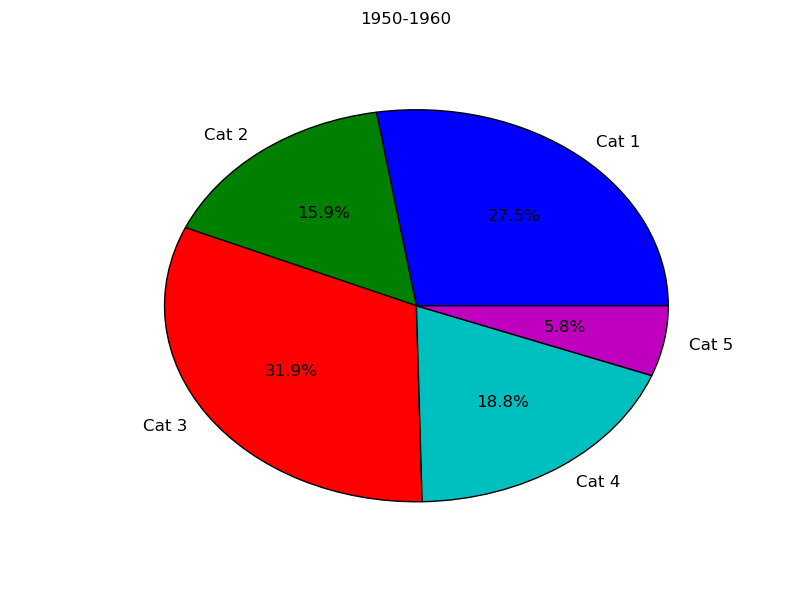 1950-1960
Cat 2
Cat 1
15.9%
27.5%
5.8%
Cat 5
31.9%
18.8%
Cat 3
Cat 4